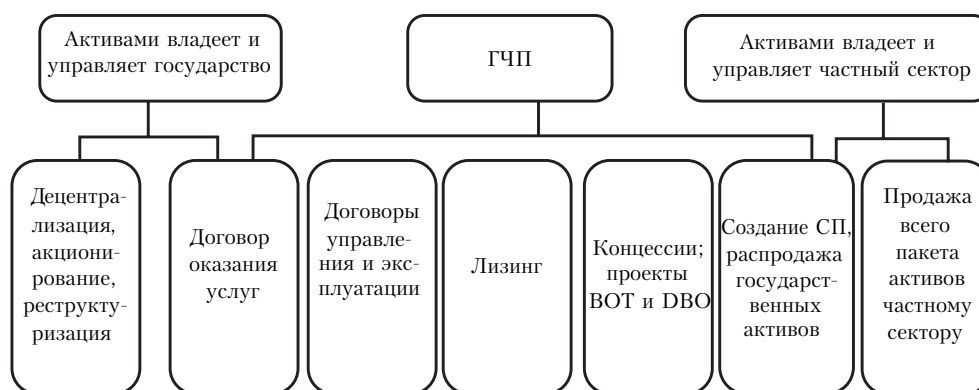 Активами владеет и
управляет государство
ГЧП
Активами владеет и
управляет частный сектор
Децентра-
лизация,
акциони-
рование,
реструкту-
ризация
Договор
оказания
услуг
Договоры
управле-
ния и экс-
плуатации
Лизинг
Концессии;
проекты
BOT и DBO
Создание СП,
распродажа
государст-
венных
активов
Продажа
всего
пакета
активов
частному
сектору